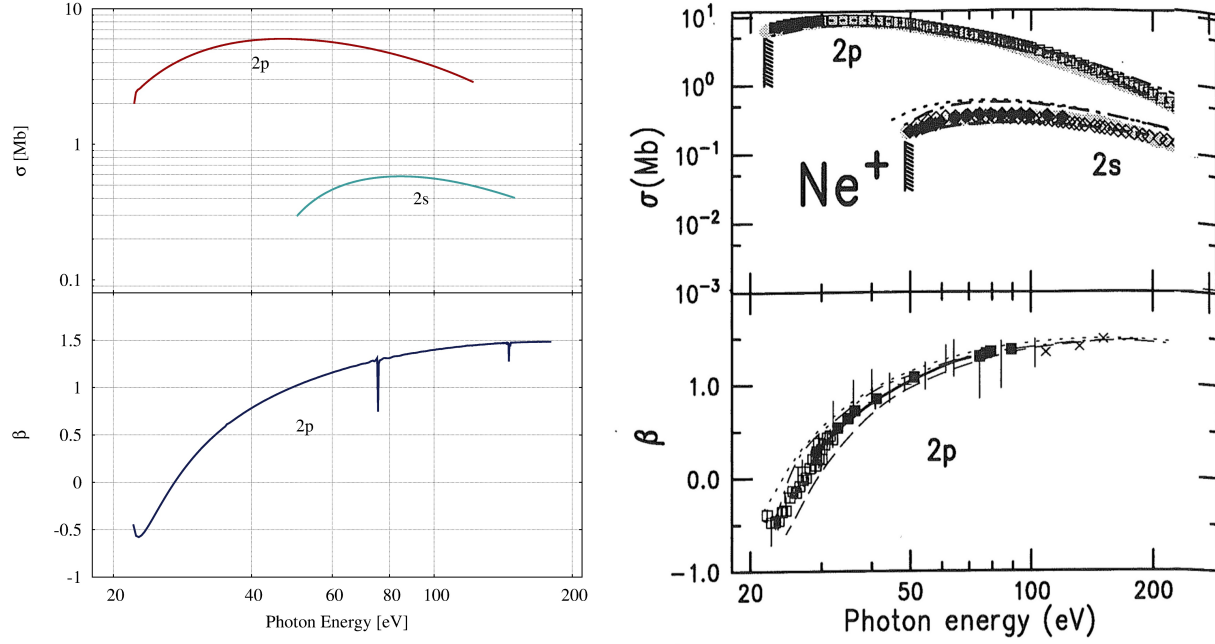 10
1
0.1
σ [Mb]
2p
2s
1.5
1
0.5
0
-0.5
-1
β
2p
20
40
60
80
100
200
Photon Energy [eV]
10¹
10⁰
10⁻¹
10⁻²
10⁻³
σ(Mb)
2p
2s
Ne⁺
1.0
0.0
-1.0
β
2p
20
50
100
200
Photon energy (eV)